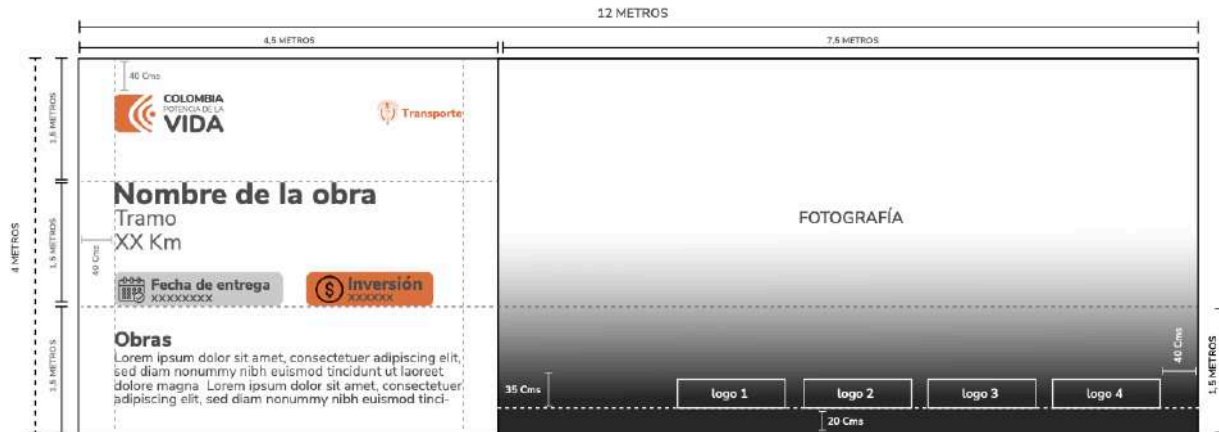 12 METROS
4,5 METROS
7,5 METROS
4 METROS
1,5 METROS
1,5 METROS
1,5 METROS
40 Cms
COLOMBIA
POTENCIA DE LA
VIDA
Transporte
Nombre de la obra
Tramo
XX Km
40 Cms
Fecha de entrega
XXXXXXXX
Inversión
XXXXXX
Obras
Lorem ipsum dolor sit amet, consectetuer adipiscing elit,
sed diam nonummy nibh euismod tincidunt ut laoreet
dolore magna Lorem ipsum dolor sit amet, consectetuer
adipiscing elit, sed diam nonummy nibh euismod tinci-
FOTOGRAFÍA
35 Cms
logo 1
logo 2
logo 3
logo 4
20 Cms
40 Cms
1,5 METROS